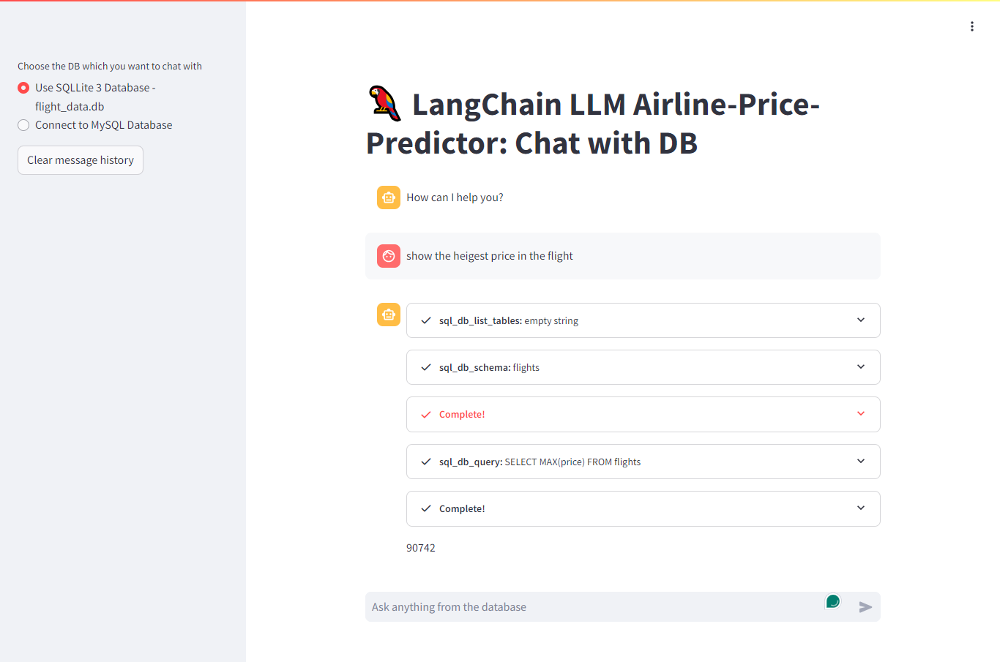 Choose the DB which you want to chat with
Use SQLLite 3 Database -
flight_data.db
Connect to MySQL Database
Clear message history
LangChain LLM Airline-Price-
Predictor: Chat with DB
How can I help you?
show the heigest price in the flight
sql_db_list_tables: empty string
sql_db_schema: flights
Complete!
sql_db_query: SELECT MAX(price) FROM flights
Complete!
90742
Ask anything from the database